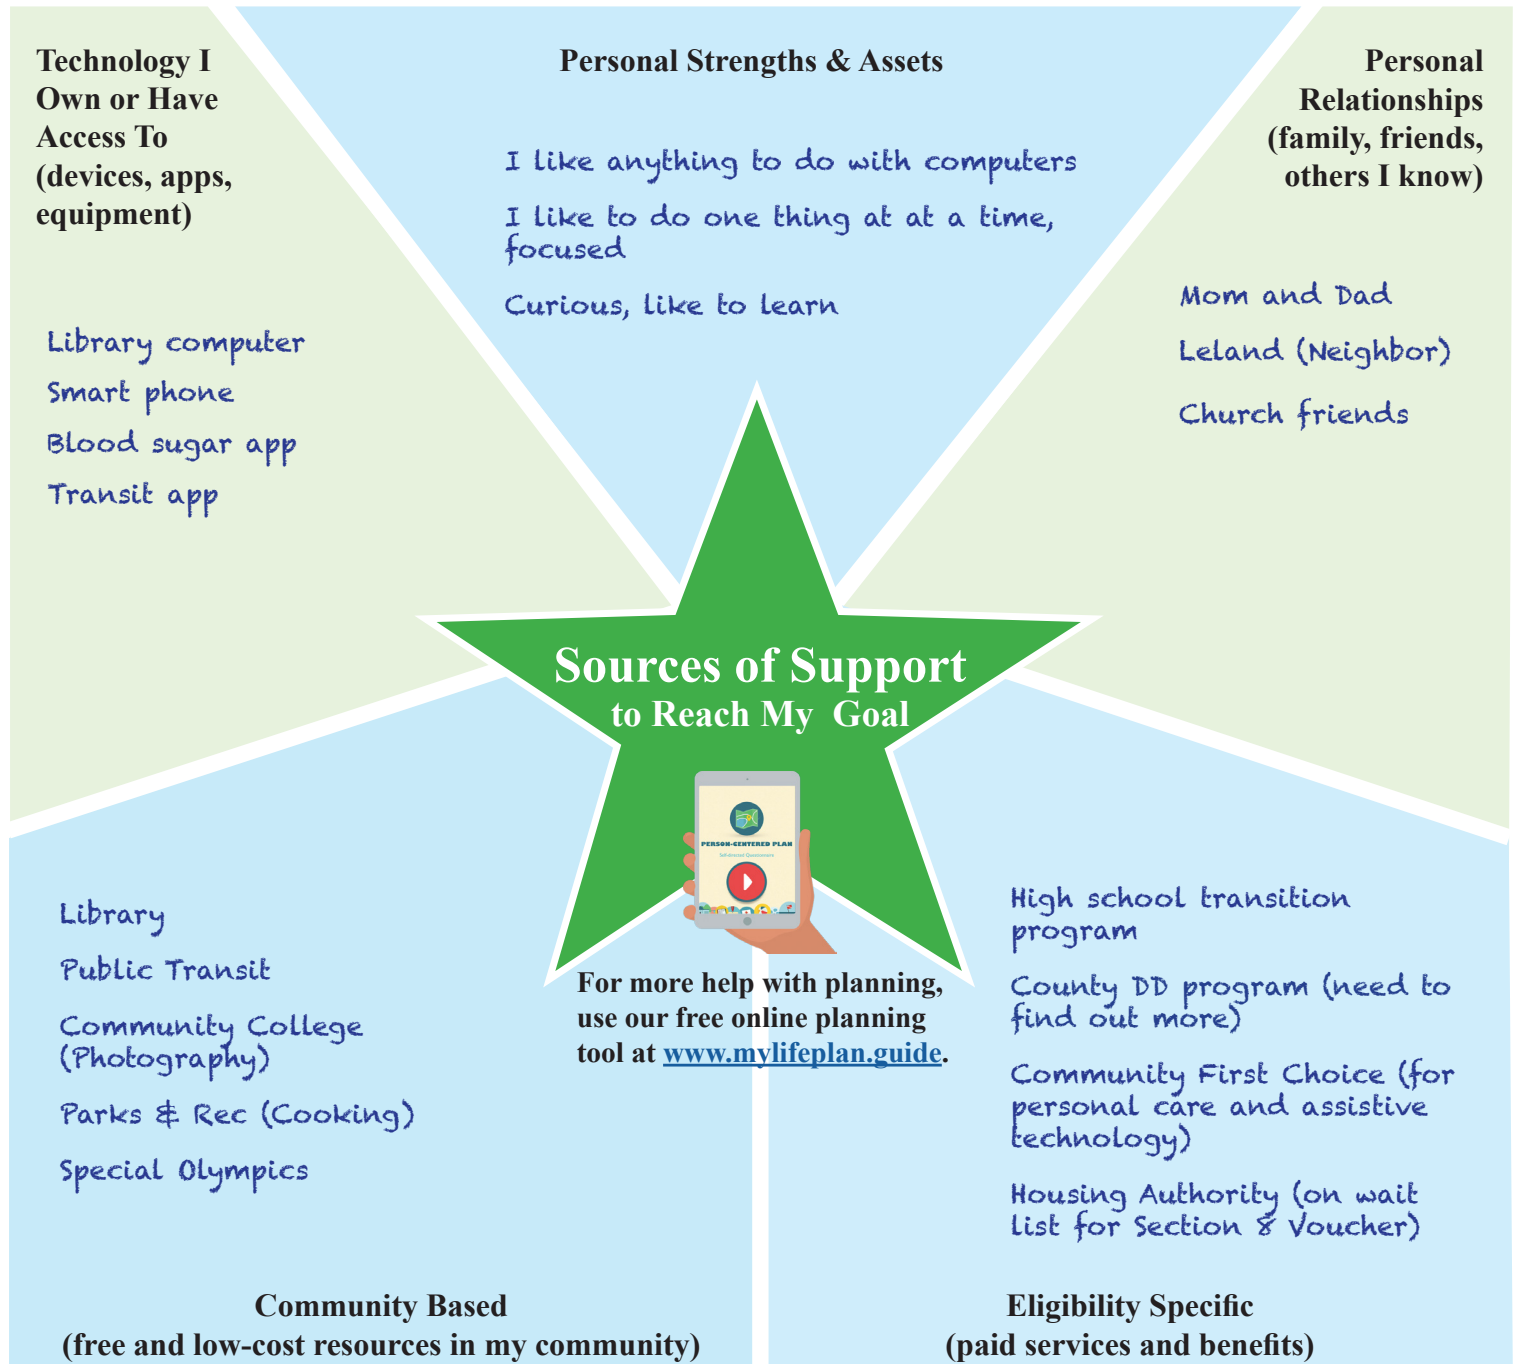 Technology I
Own or Have
Access To
(devices, apps,
equipment)
Library computer
Smart phone
Blood sugar app
Transit app
Personal Strengths & Assets
I like anything to do with computers
I like to do one thing at at a time,
focused
Curious, like to learn
Personal
Relationships
(family, friends,
others I know)
Mom and Dad
Leland (Neighbor)
Church friends
Sources of Support
to Reach My Goal
PERSON-CENTERED PLAN
Self-directed Questionnaire
For more help with planning,
use our free online planning
tool at www.mylifeplan.guide.
Library
Public Transit
Community College
(Photography)
Parks & Rec (Cooking)
Special Olympics
Community Based
(free and low-cost resources in my community)
High school transition
program
County DD program (need to
find out more)
Community First Choice (for
personal care and assistive
technology)
Housing Authority (on wait
list for Section 8 Voucher)
Eligibility Specific
(paid services and benefits)